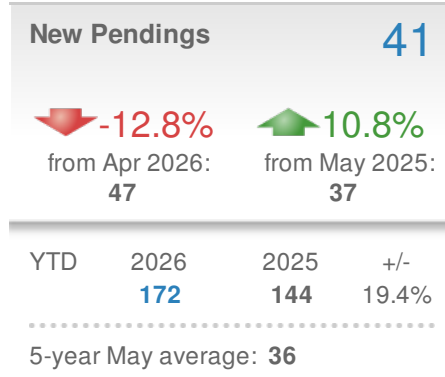 New Pendings 41
-12.8% 10.8%
from Apr 2026: from May 2025:
47 37
YTD 2026 2025 +/-
172 144 19.4%
5-year May average: 36